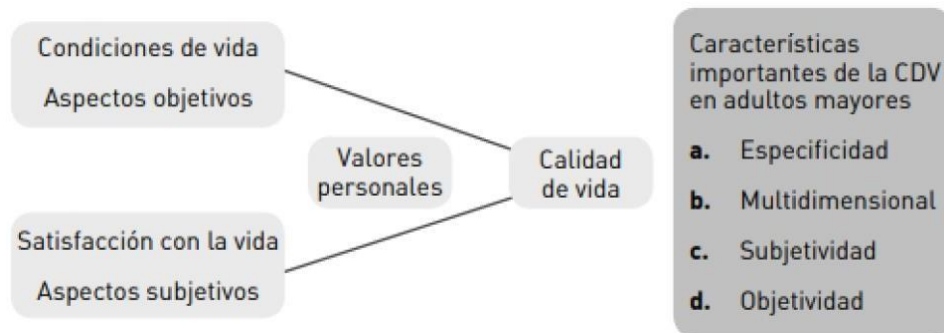 Condiciones de vida
Aspectos objetivos
Valores
personales
Calidad
de vida
Satisfacción con la vida
Aspectos subjetivos
Características
importantes de la CDV
en adultos mayores
a. Especificidad
b. Multidimensional
c. Subjetividad
d. Objetividad